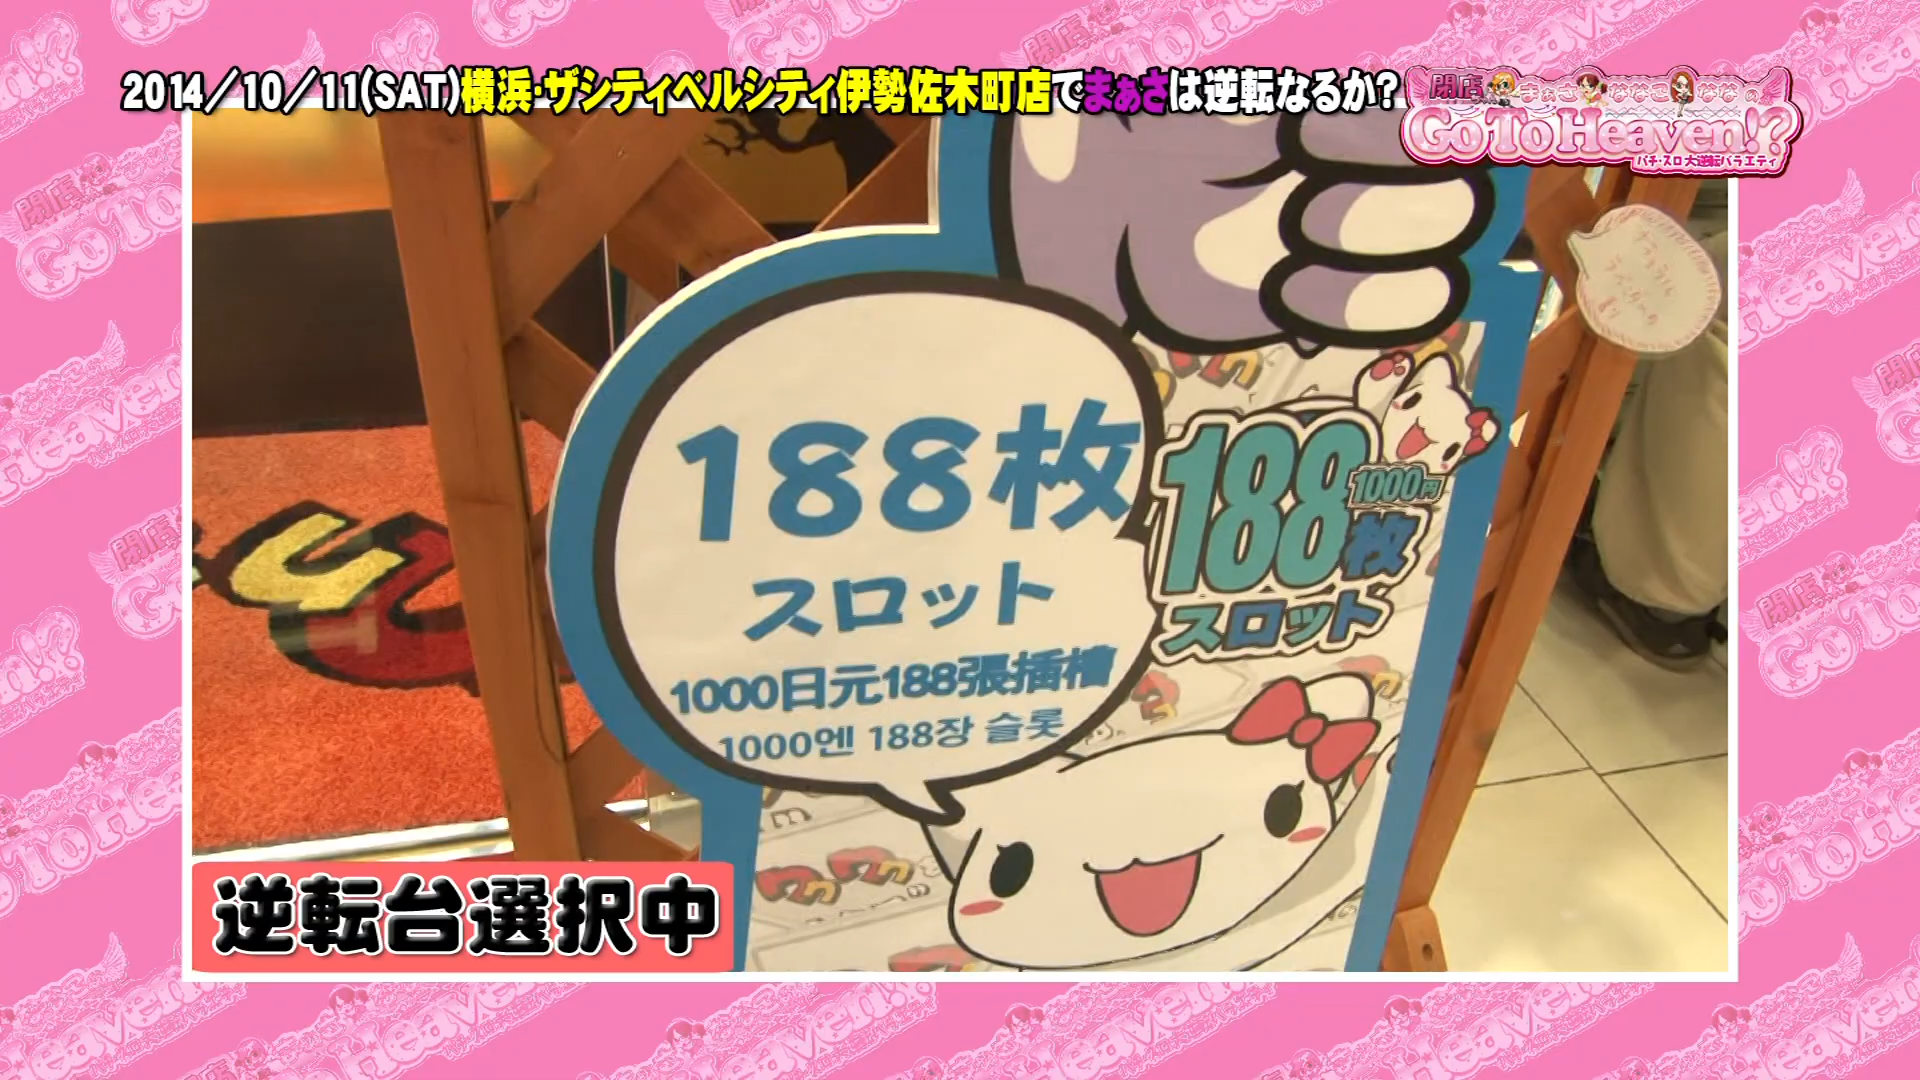 2014/10/11(SAT)横浜・ザシティベルシティ伊勢佐木町店でまぁさは逆転なるか?
閉店 まぁさ ななこ ななの
Go To Heaven!?
パチ・スロ大逆転バラエティ
188枚
スロット
1000日元188張插槽
1000엔 188장 슬롯
188
1000円
枚
スロット
逆転台選択中